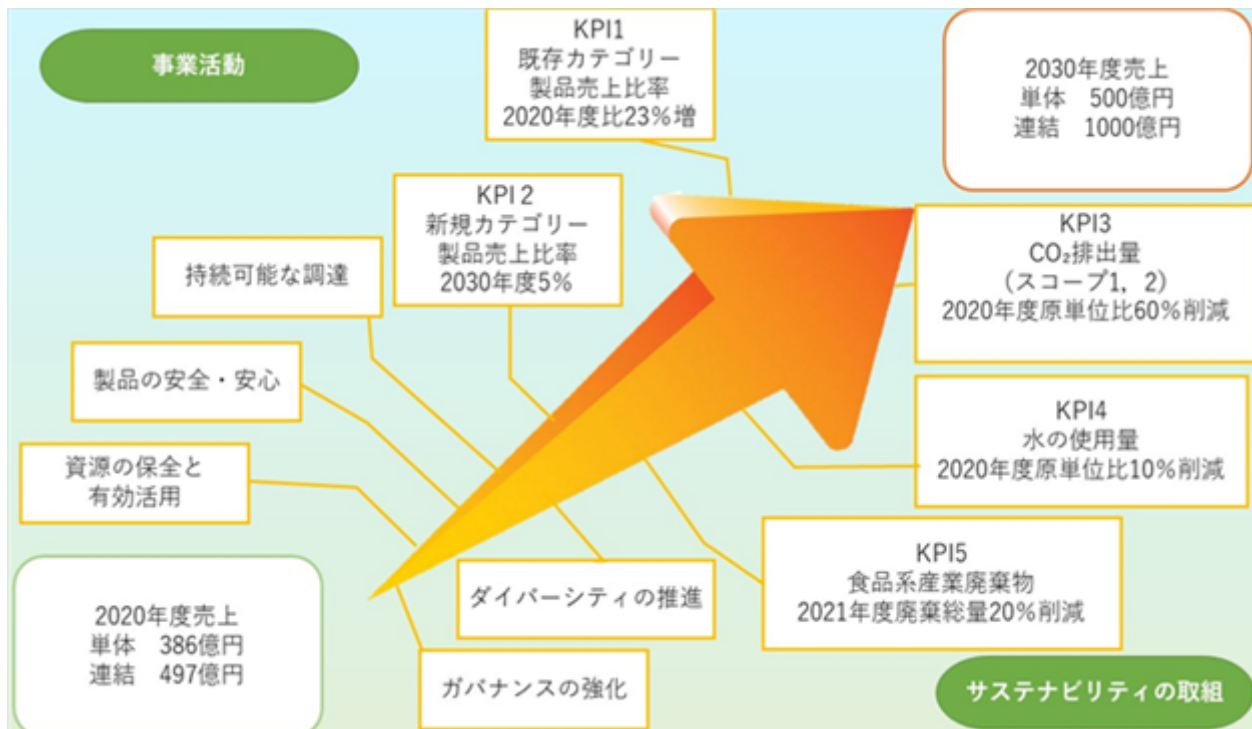 事業活動
KPI1
既存カテゴリー
製品売上比率
2020年度比23%増
2030年度売上
単体　500億円
連結　1000億円
KPI 2
新規カテゴリー
製品売上比率
2030年度5%
持続可能な調達
KPI3
CO₂排出量
（スコープ1，2）
2020年度原単位比60%削減
製品の安全・安心
KPI4
水の使用量
2020年度原単位比10%削減
資源の保全と
有効活用
KPI5
食品系産業廃棄物
2021年度廃棄総量20%削減
ダイバーシティの推進
2020年度売上
単体　386億円
連結　497億円
ガバナンスの強化
サステナビリティの取組